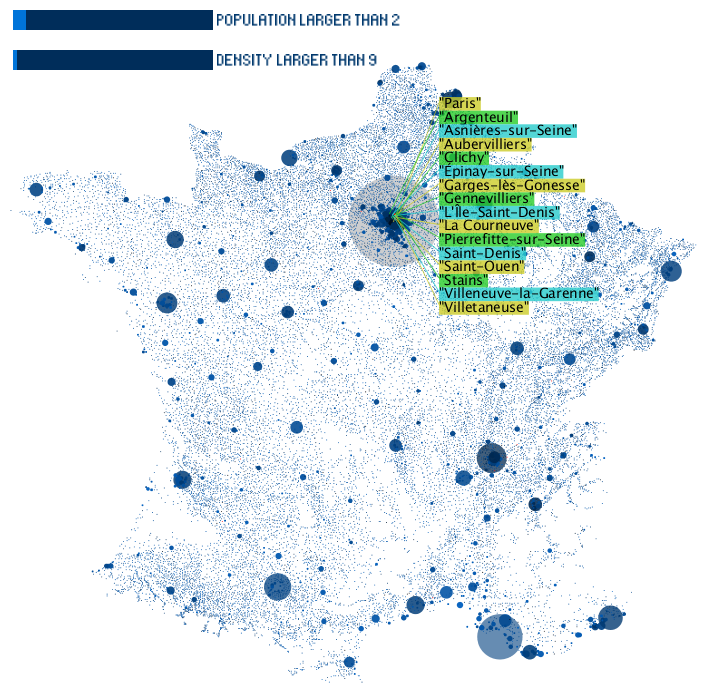 POPULATION LARGER THAN 2
DENSITY LARGER THAN 9
"Paris"
"Argenteuil"
"Asnières-sur-Seine"
"Aubervilliers"
"Clichy"
"Épinay-sur-Seine"
"Garges-lès-Gonesse"
"Gennevilliers"
"L'Île-Saint-Denis"
"La Courneuve"
"Pierrefitte-sur-Seine"
"Saint-Denis"
"Saint-Ouen"
"Stains"
"Villeneuve-la-Garenne"
"Villetaneuse"